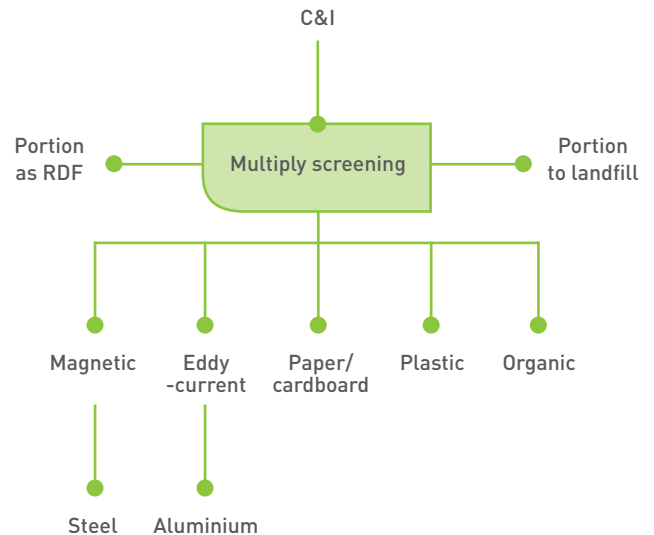 C&I
Portion
as RDF
Multiply screening
Portion
to landfill
Magnetic
Eddy
-current
Paper/
cardboard
Plastic
Organic
Steel
Aluminium